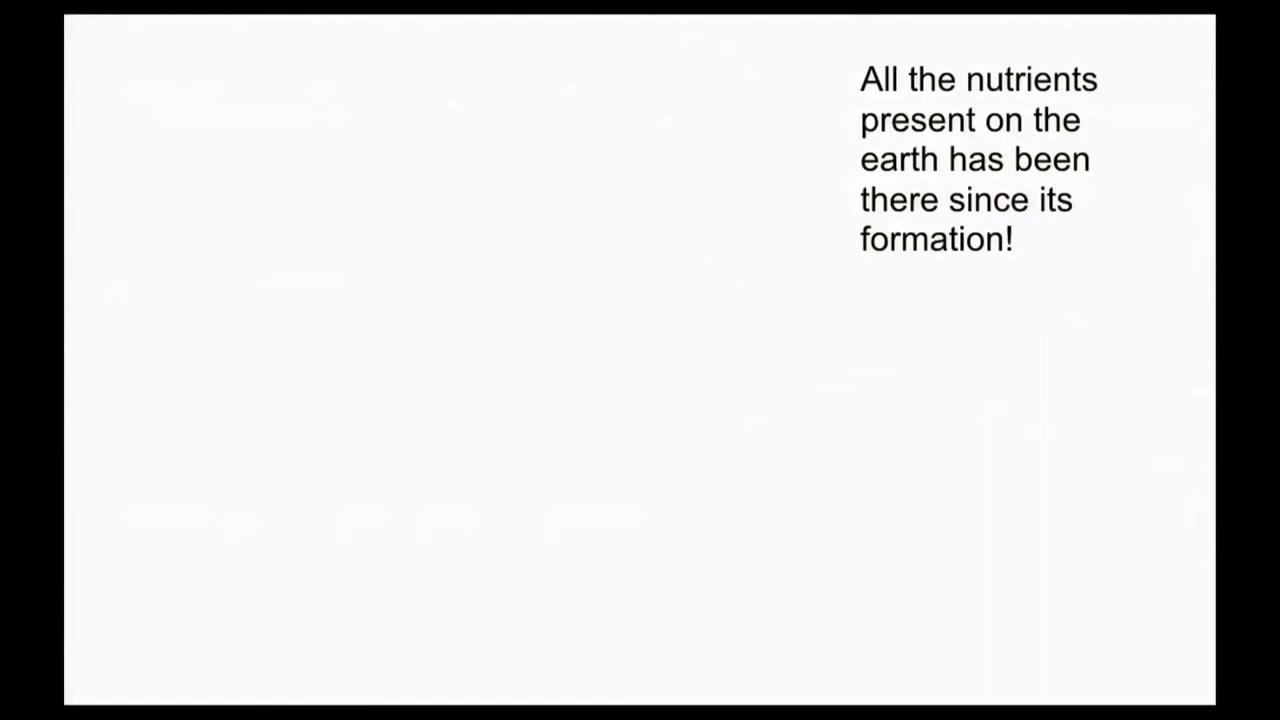 All the nutrients
present on the
earth has been
there since its
formation!